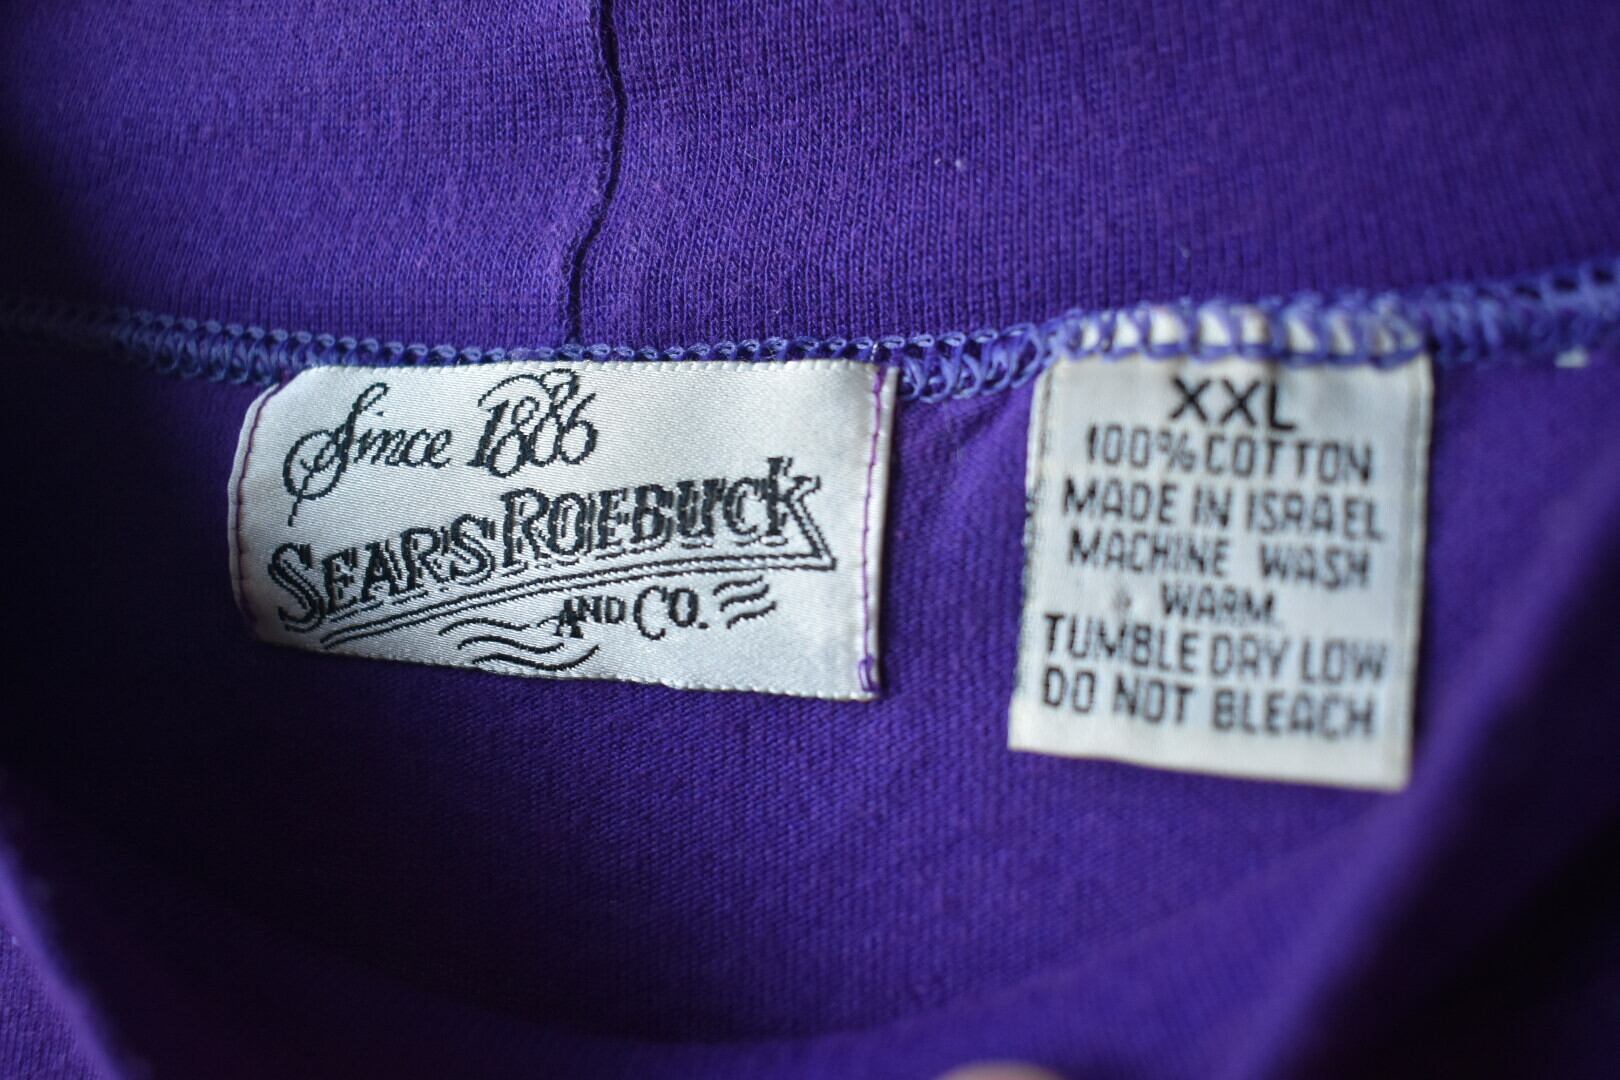 Since 1886
SEARS ROEBUCK
AND CO.
XXL
100% COTTON
MADE IN ISRAEL
MACHINE WASH
WARM.
TUMBLE DRY LOW
DO NOT BLEACH